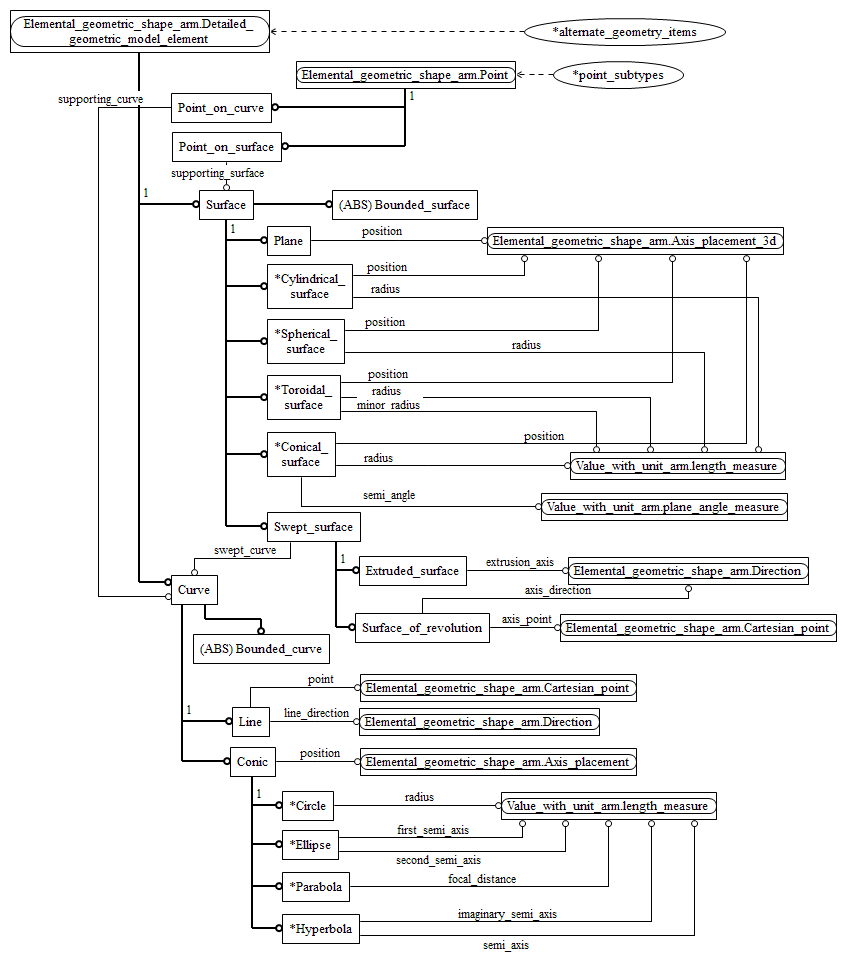 Elemental_geometric_shape_arm.Detailed_
geometric_model_element
*alternate_geometry_items
Elemental_geometric_shape_arm.Point
*point_subtypes
supporting_curve
1
Point_on_curve
Point_on_surface
supporting_surface
1
Surface
(ABS) Bounded_surface
1
Plane
position
Elemental_geometric_shape_arm.Axis_placement_3d
*Cylindrical_
surface
position
radius
*Spherical_
surface
position
radius
*Toroidal_
surface
position
radius
minor_radius
*Conical_
surface
position
radius
Value_with_unit_arm.length_measure
semi_angle
Value_with_unit_arm.plane_angle_measure
Swept_surface
swept_curve
1
Extruded_surface
extrusion_axis
Elemental_geometric_shape_arm.Direction
axis_direction
Curve
Surface_of_revolution
axis_point
Elemental_geometric_shape_arm.Cartesian_point
(ABS) Bounded_curve
point
Elemental_geometric_shape_arm.Cartesian_point
1
Line
line_direction
Elemental_geometric_shape_arm.Direction
Conic
position
Elemental_geometric_shape_arm.Axis_placement
1
*Circle
radius
Value_with_unit_arm.length_measure
*Ellipse
first_semi_axis
second_semi_axis
*Parabola
focal_distance
*Hyperbola
imaginary_semi_axis
semi_axis